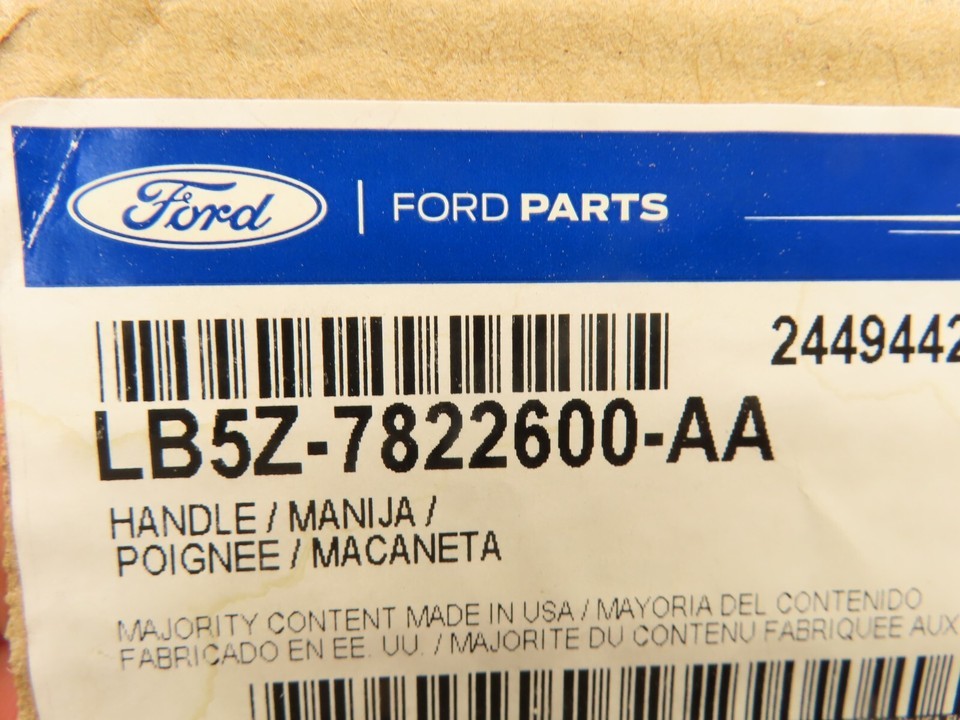 Ford | FORD PARTS
2449442
LB5Z-7822600-AA
HANDLE / MANIJA /
POIGNEE / MACANETA
MAJORITY CONTENT MADE IN USA / MAYORIA DEL CONTENIDO
FABRICADO EN EE. UU. / MAJORITE DU CONTENU FABRIQUEE AUX